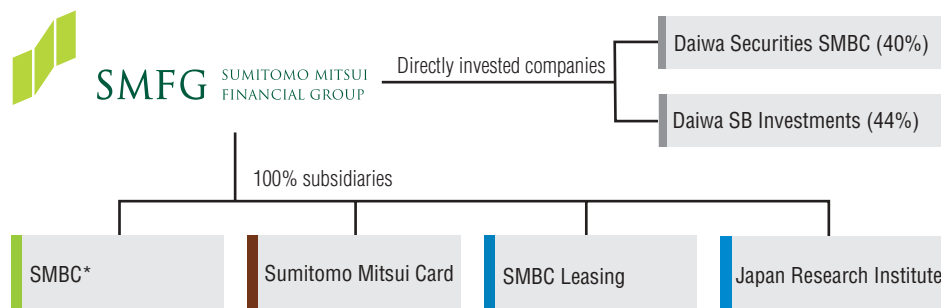 SMFG
SUMITOMO MITSUI
FINANCIAL GROUP
Directly invested companies
Daiwa Securities SMBC (40%)
Daiwa SB Investments (44%)
100% subsidiaries
SMBC*
Sumitomo Mitsui Card
SMBC Leasing
Japan Research Institute